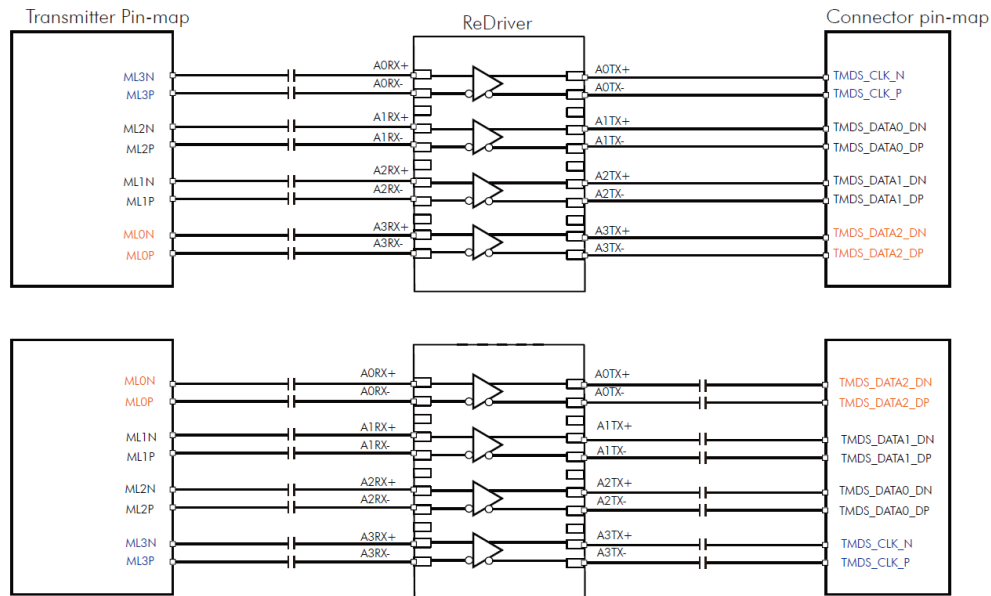 Transmitter Pin-map
ReDriver
Connector pin-map
ML3N
A0RX+
A0TX+
TMDS_CLK_N
ML3P
A0RX-
A0TX-
TMDS_CLK_P
ML2N
A1RX+
A1TX+
TMDS_DATA0_DN
ML2P
A1RX-
A1TX-
TMDS_DATA0_DP
ML1N
A2RX+
A2TX+
TMDS_DATA1_DN
ML1P
A2RX-
A2TX-
TMDS_DATA1_DP
ML0N
A3RX+
A3TX+
TMDS_DATA2_DN
ML0P
A3RX-
A3TX-
TMDS_DATA2_DP
ML0N
A0RX+
A0TX+
TMDS_DATA2_DN
ML0P
A0RX-
A0TX-
TMDS_DATA2_DP
ML1N
A1RX+
A1TX+
TMDS_DATA1_DN
ML1P
A1RX-
A1TX-
TMDS_DATA1_DP
ML2N
A2RX+
A2TX+
TMDS_DATA0_DN
ML2P
A2RX-
A2TX-
TMDS_DATA0_DP
ML3N
A3RX+
A3TX+
TMDS_CLK_N
ML3P
A3RX-
A3TX-
TMDS_CLK_P